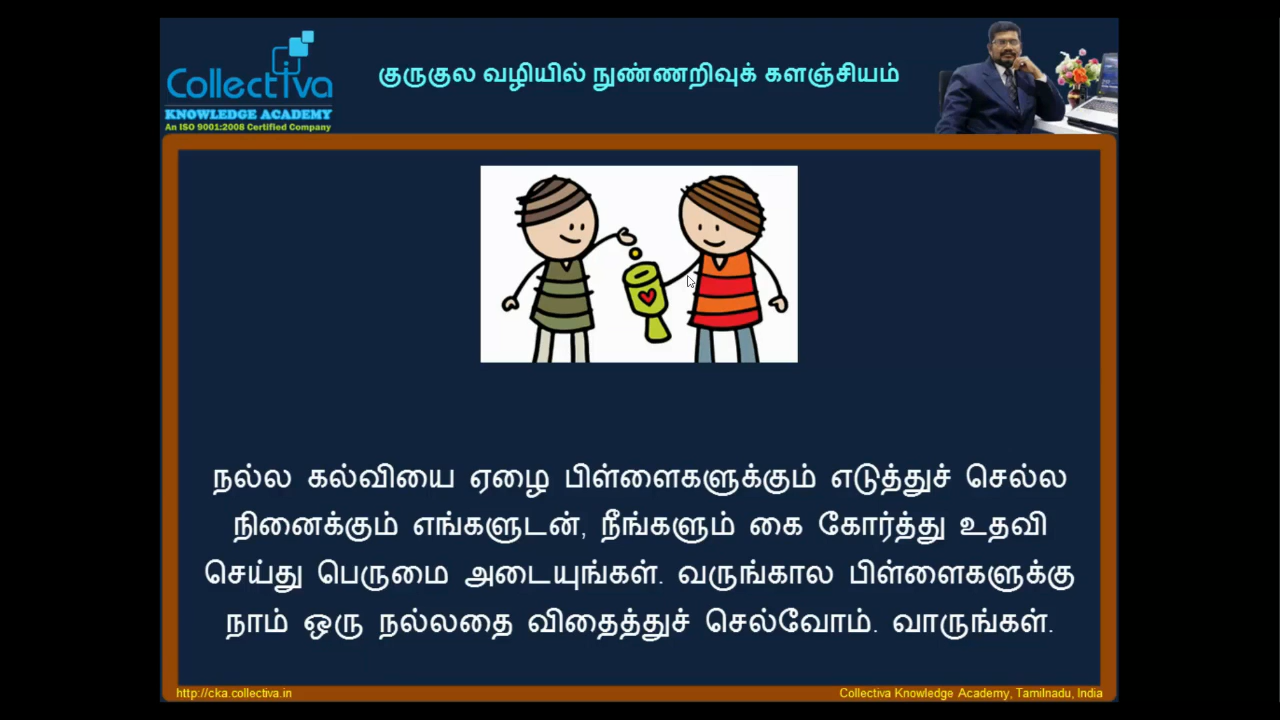 Collectiva
KNOWLEDGE ACADEMY
An ISO 9001:2008 Certified Company
குருகுல வழியில் நுண்ணறிவுக் களஞ்சியம்
நல்ல கல்வியை ஏழை பிள்ளைகளுக்கும் எடுத்துச் செல்ல
நினைக்கும் எங்களுடன், நீங்களும் கை கோர்த்து உதவி
செய்து பெருமை அடையுங்கள். வருங்கால பிள்ளைகளுக்கு
நாம் ஒரு நல்லதை விதைத்துச் செல்வோம். வாருங்கள்.
http://cka.collectiva.in
Collectiva Knowledge Academy, Tamilnadu, India